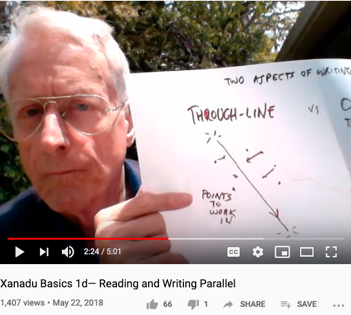 TWO ASPECTS OF WRITING
THROUGH-LINE VS
POINTS
TO
WORK
IN
2:24 / 5:01
CC
Xanadu Basics 1d— Reading and Writing Parallel
1,407 views • May 22, 2018
66 1 SHARE SAVE